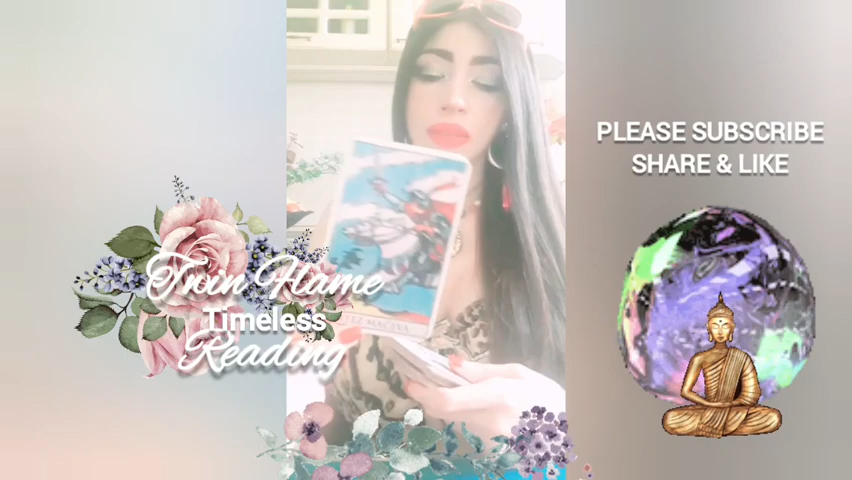 Twin Flame
Timeless
Reading
PLEASE SUBSCRIBE
SHARE & LIKE